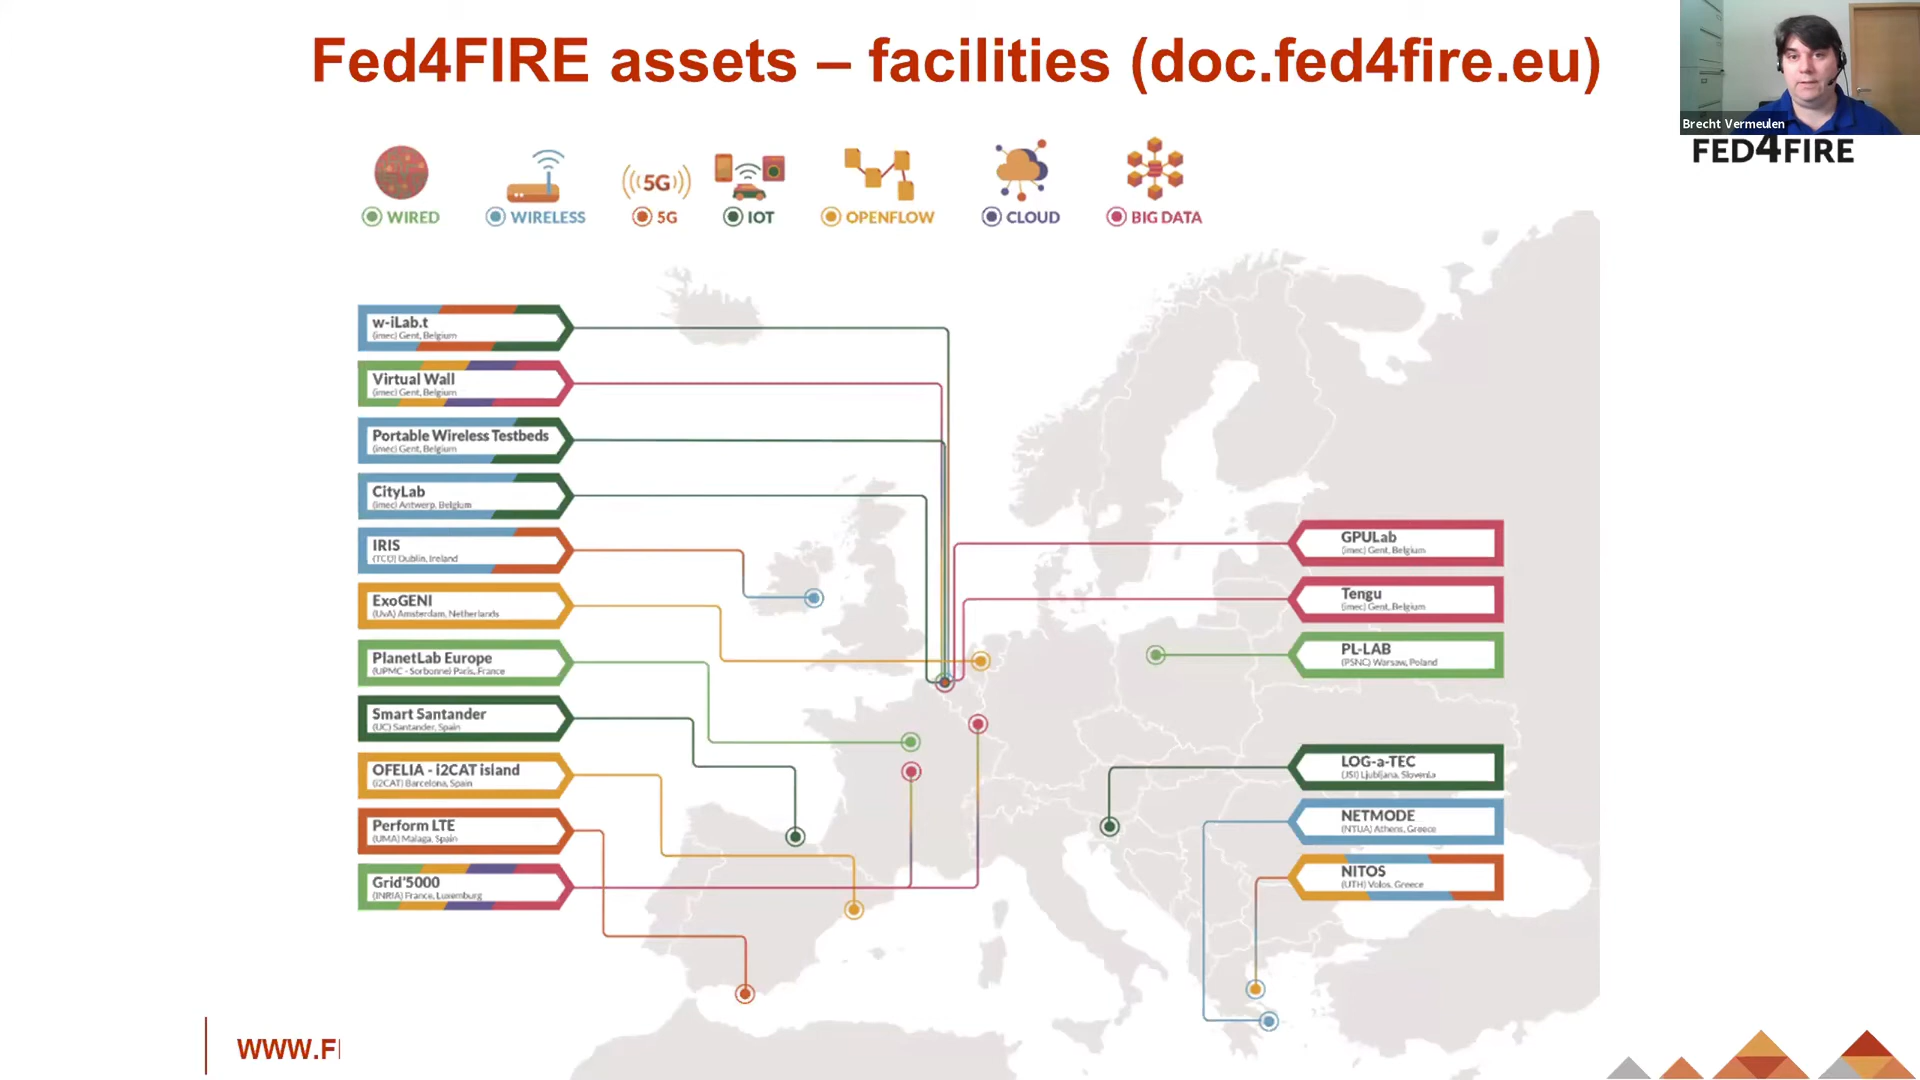 Fed4FIRE assets – facilities (doc.fed4fire.eu)
Brecht Vermeulen
FED4FIRE
5G
WIRED
WIRELESS
5G
IOT
OPENFLOW
CLOUD
BIG DATA
w-iLab.t
(imec) Gent, Belgium
Virtual Wall
(imec) Gent, Belgium
Portable Wireless Testbeds
(imec) Gent, Belgium
CityLab
(imec) Antwerp, Belgium
IRIS
(TCD) Dublin, Ireland
ExoGENI
(UvA) Amsterdam, Netherlands
PlanetLab Europe
(UPMC - Sorbonne) Paris, France
Smart Santander
(UC) Santander, Spain
OFELIA - i2CAT island
(i2CAT) Barcelona, Spain
Perform LTE
(UMA) Malaga, Spain
Grid'5000
(INRIA) France, Luxemburg
GPULab
(imec) Gent, Belgium
Tengu
(imec) Gent, Belgium
PL-LAB
(PSNC) Warsaw, Poland
LOG-a-TEC
(JSI) Ljubljana, Slovenia
NETMODE
(NTUA) Athens, Greece
NITOS
(UTH) Volos, Greece
WWW.F